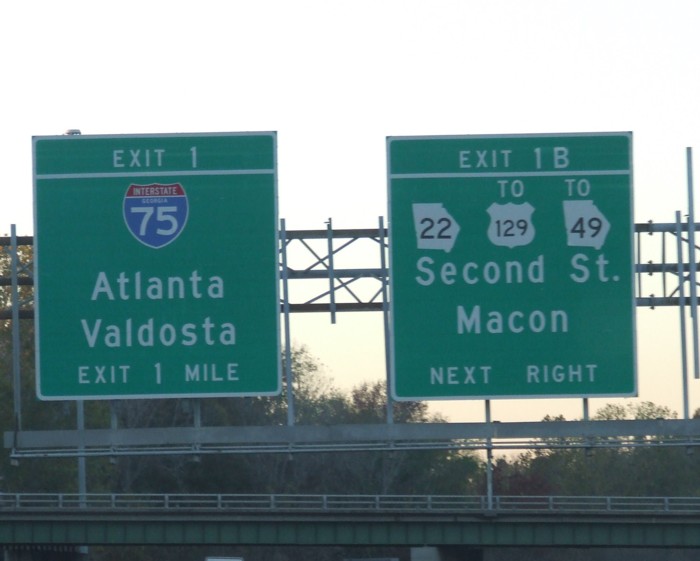 EXIT 1
INTERSTATE
GEORGIA
75
Atlanta
Valdosta
EXIT 1 MILE
EXIT 1B
TO TO
22 129 49
Second St.
Macon
NEXT RIGHT